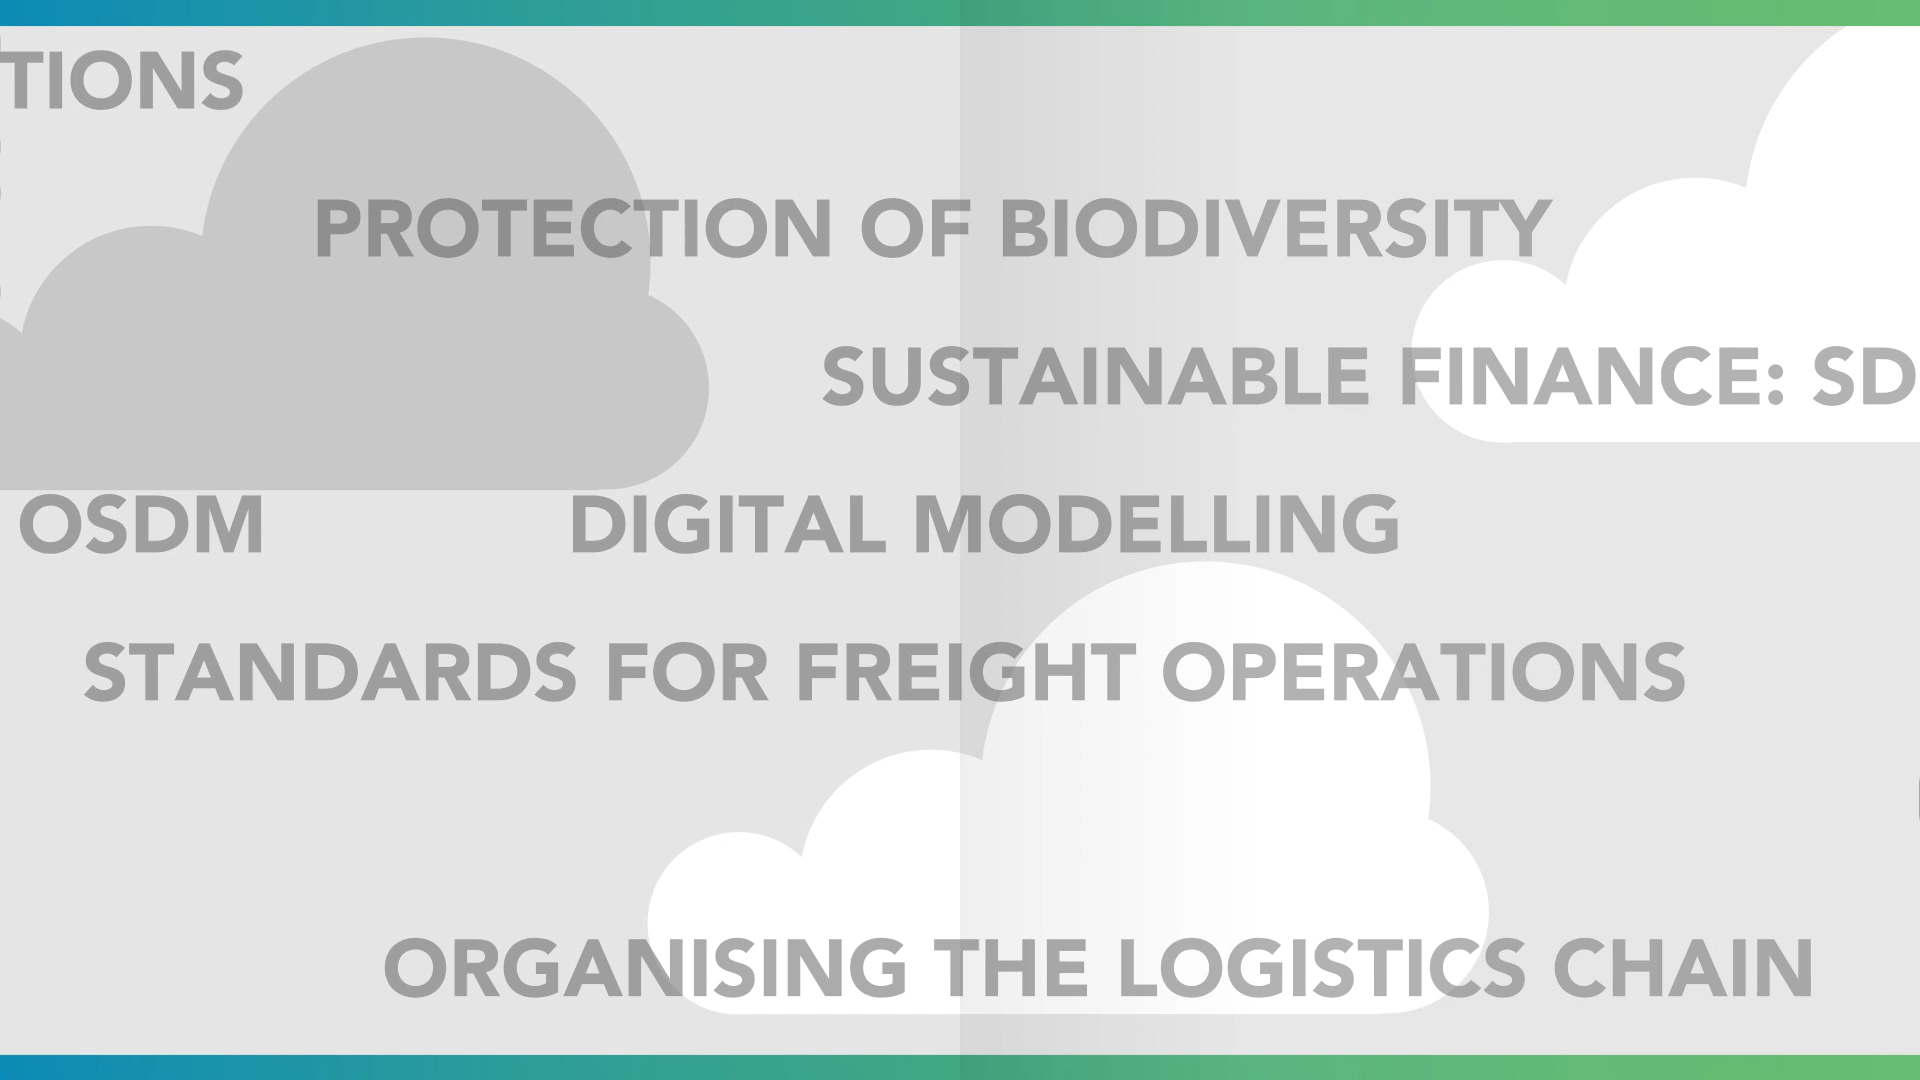 TIONS
PROTECTION OF BIODIVERSITY
SUSTAINABLE FINANCE: SD
OSDM DIGITAL MODELLING
STANDARDS FOR FREIGHT OPERATIONS
ORGANISING THE LOGISTICS CHAIN